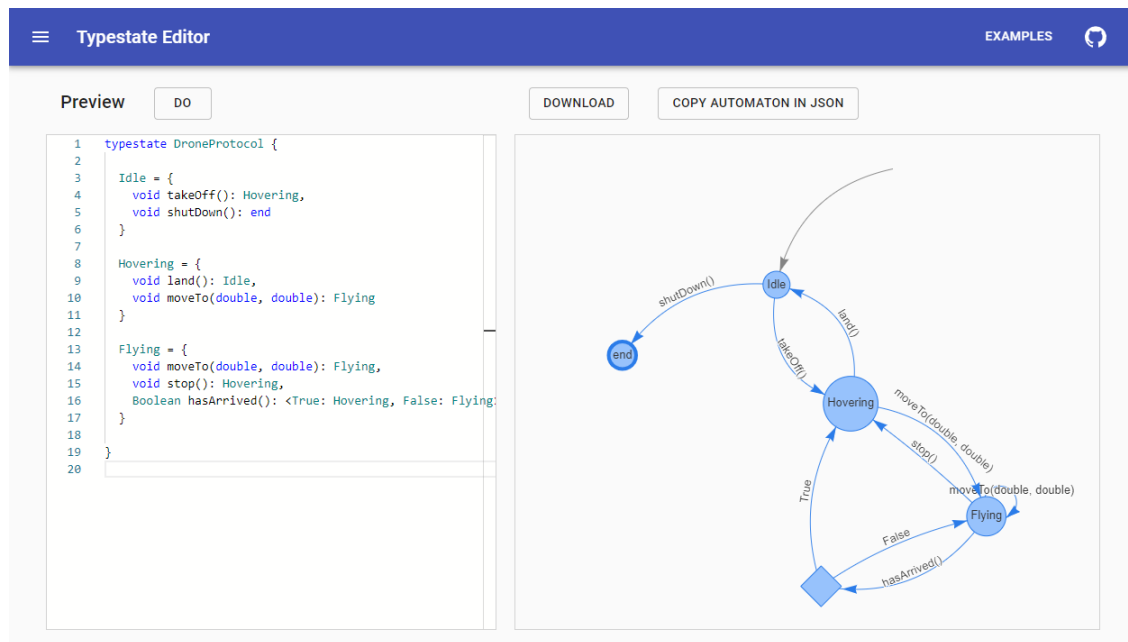 Typestate Editor
EXAMPLES
Preview
DO
DOWNLOAD
COPY AUTOMATON IN JSON
1 typestate DroneProtocol {
2
3 Idle = {
4 void takeOff(): Hovering,
5 void shutDown(): end
6 }
7
8 Hovering = {
9 void land(): Idle,
10 void moveTo(double, double): Flying
11 }
12
13 Flying = {
14 void moveTo(double, double): Flying,
15 void stop(): Hovering,
16 Boolean hasArrived(): <True: Hovering, False: Flying
17 }
18
19 }
20
Idle
shutDown()
land()
end
takeOff()
Hovering
moveTo(double, double)
stop()
True
moveTo(double, double)
Flying
False
hasArrived()